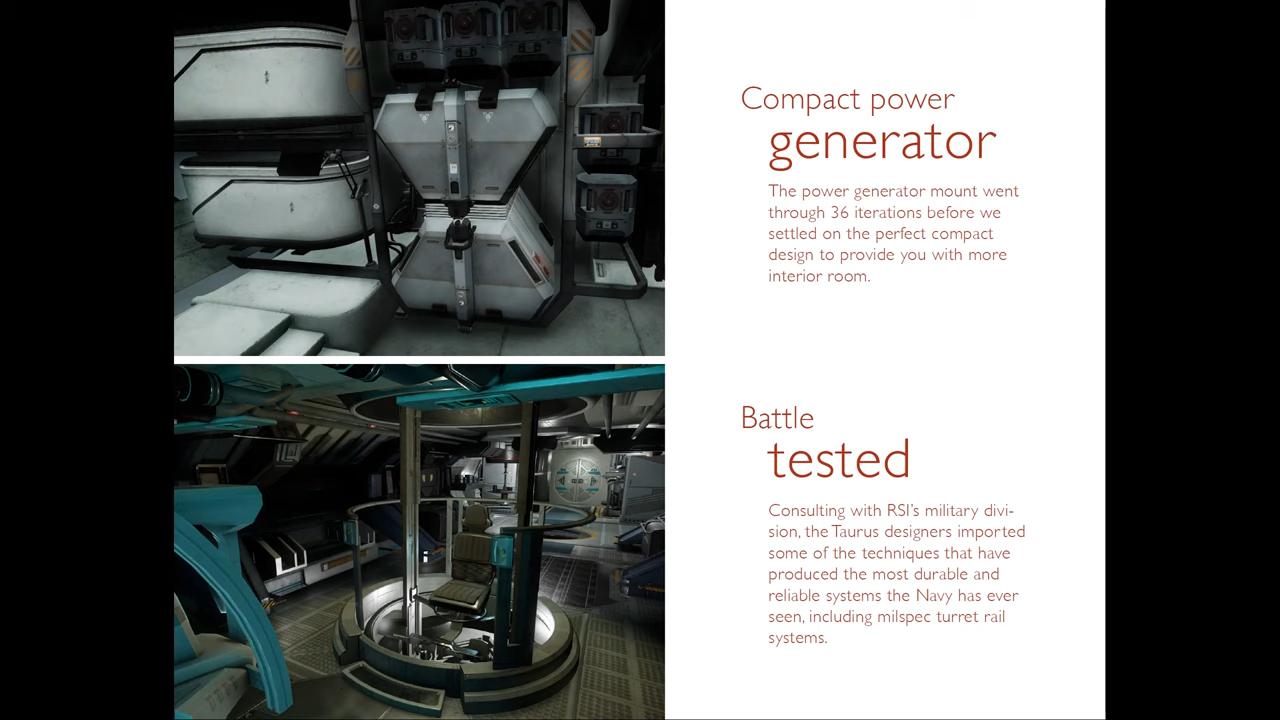 Compact power
generator
The power generator mount went
through 36 iterations before we
settled on the perfect compact
design to provide you with more
interior room.
Battle
tested
Consulting with RSI's military divi-
sion, the Taurus designers imported
some of the techniques that have
produced the most durable and
reliable systems the Navy has ever
seen, including milspec turret rail
systems.